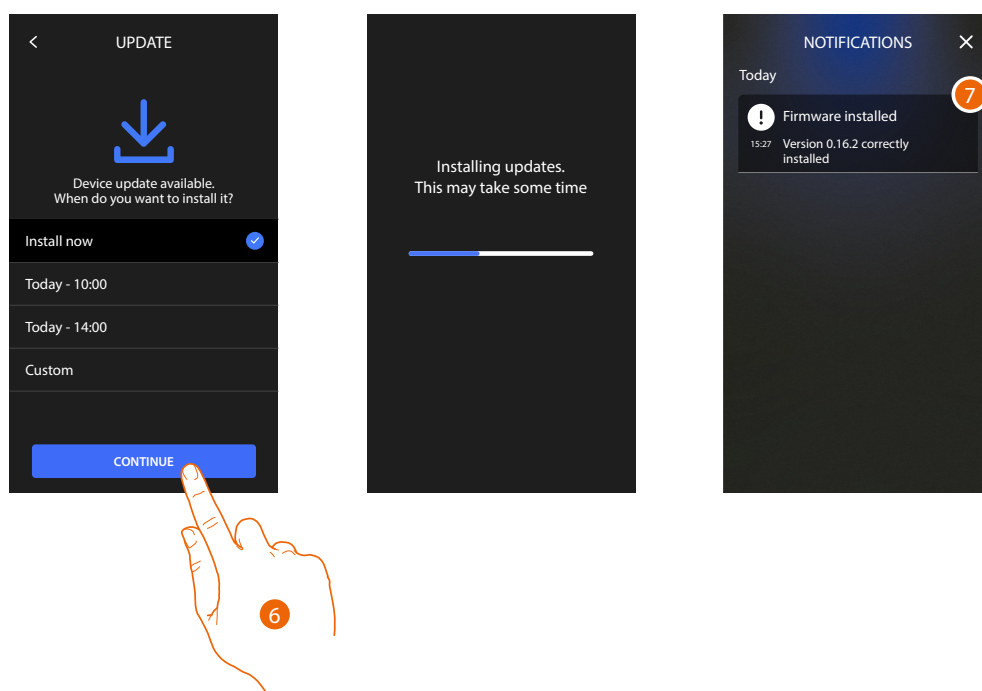 UPDATE
Device update available.
When do you want to install it?
Install now
Today - 10:00
Today - 14:00
Custom
CONTINUE
6
Installing updates.
This may take some time
NOTIFICATIONS
Today
7
Firmware installed
15:27 Version 0.16.2 correctly
installed